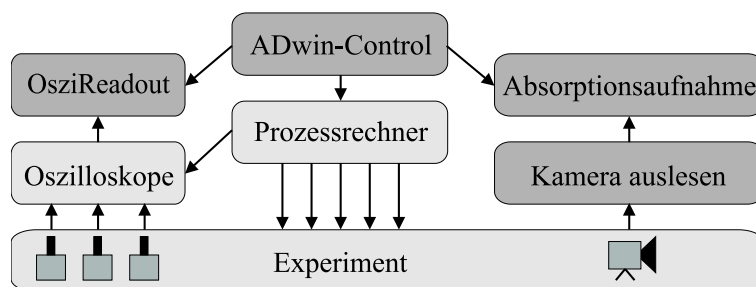 ADwin-Control
OsziReadout
Absorptionsaufnahme
Prozessrechner
Oszilloskope
Kamera auslesen
Experiment